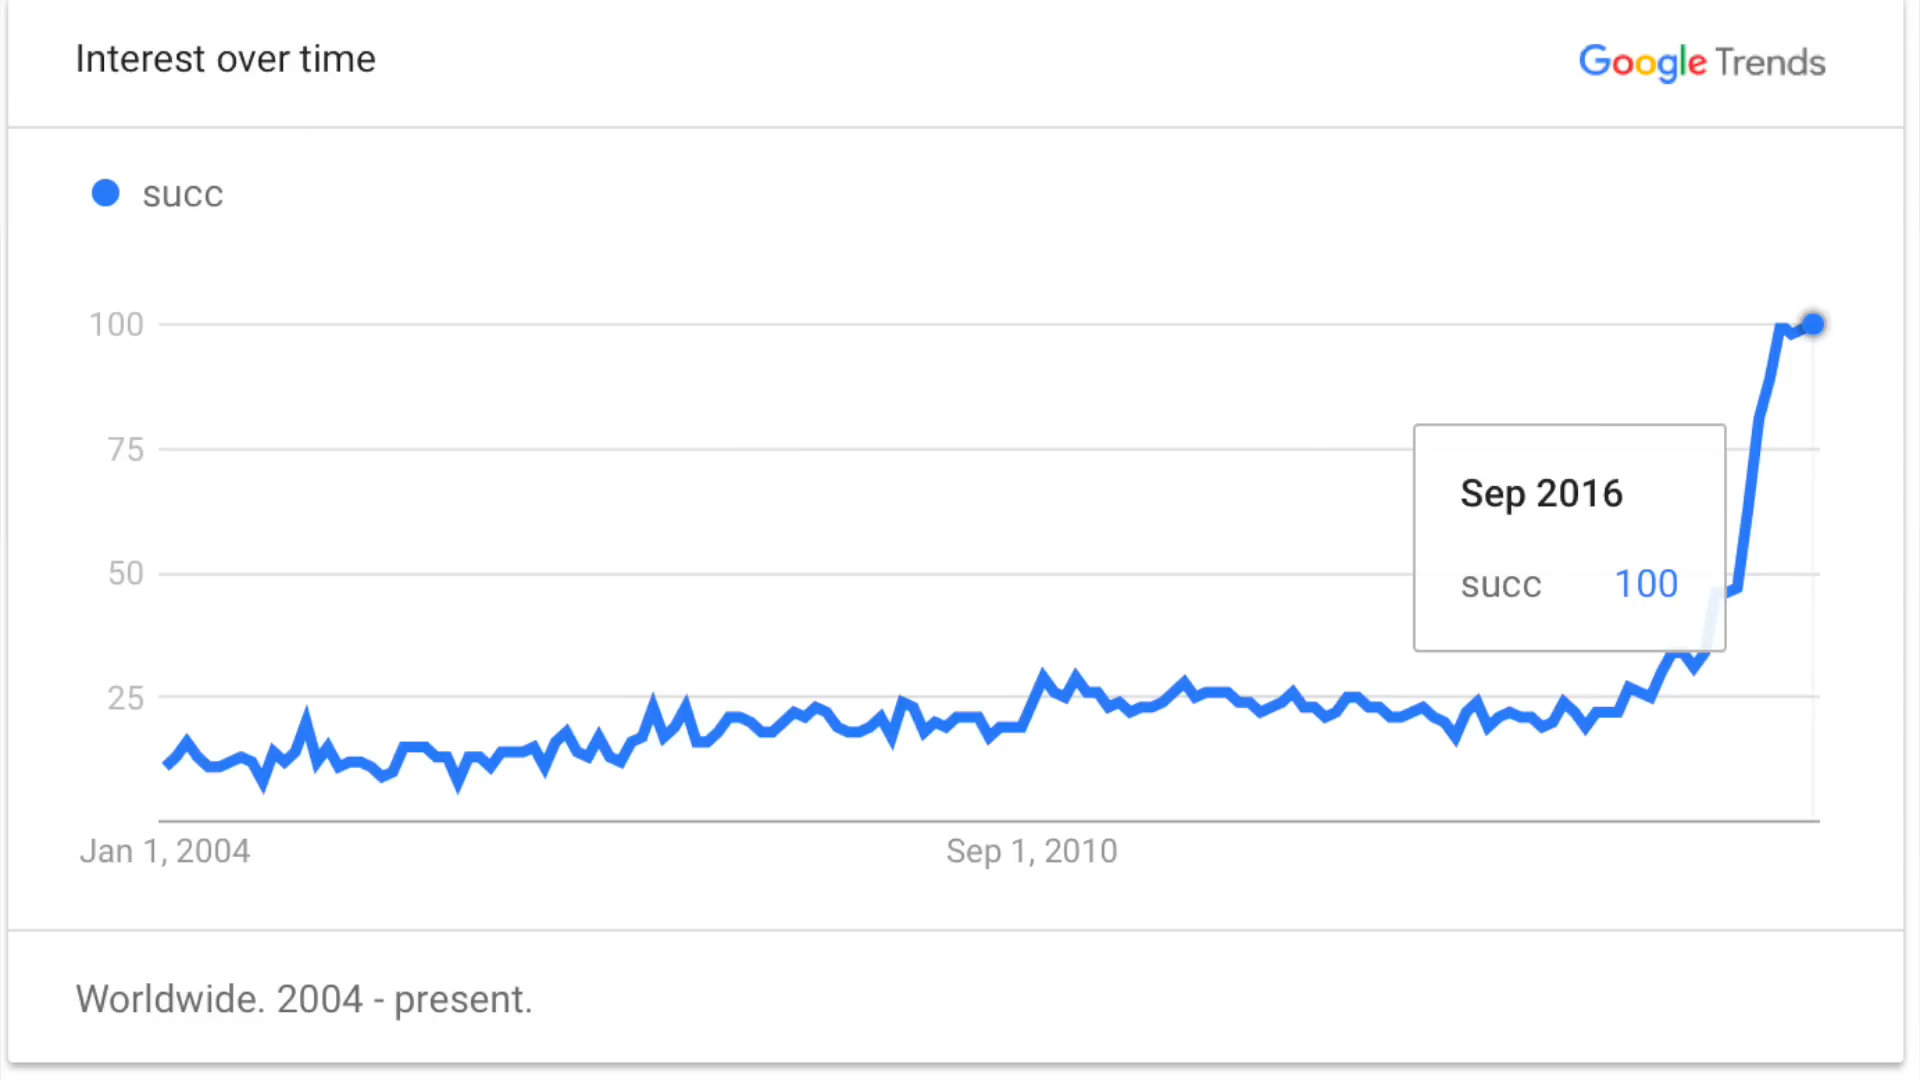 Interest over time
Google Trends
succ
100
75
50
25
Sep 2016
succ 100
Jan 1, 2004
Sep 1, 2010
Worldwide. 2004 - present.